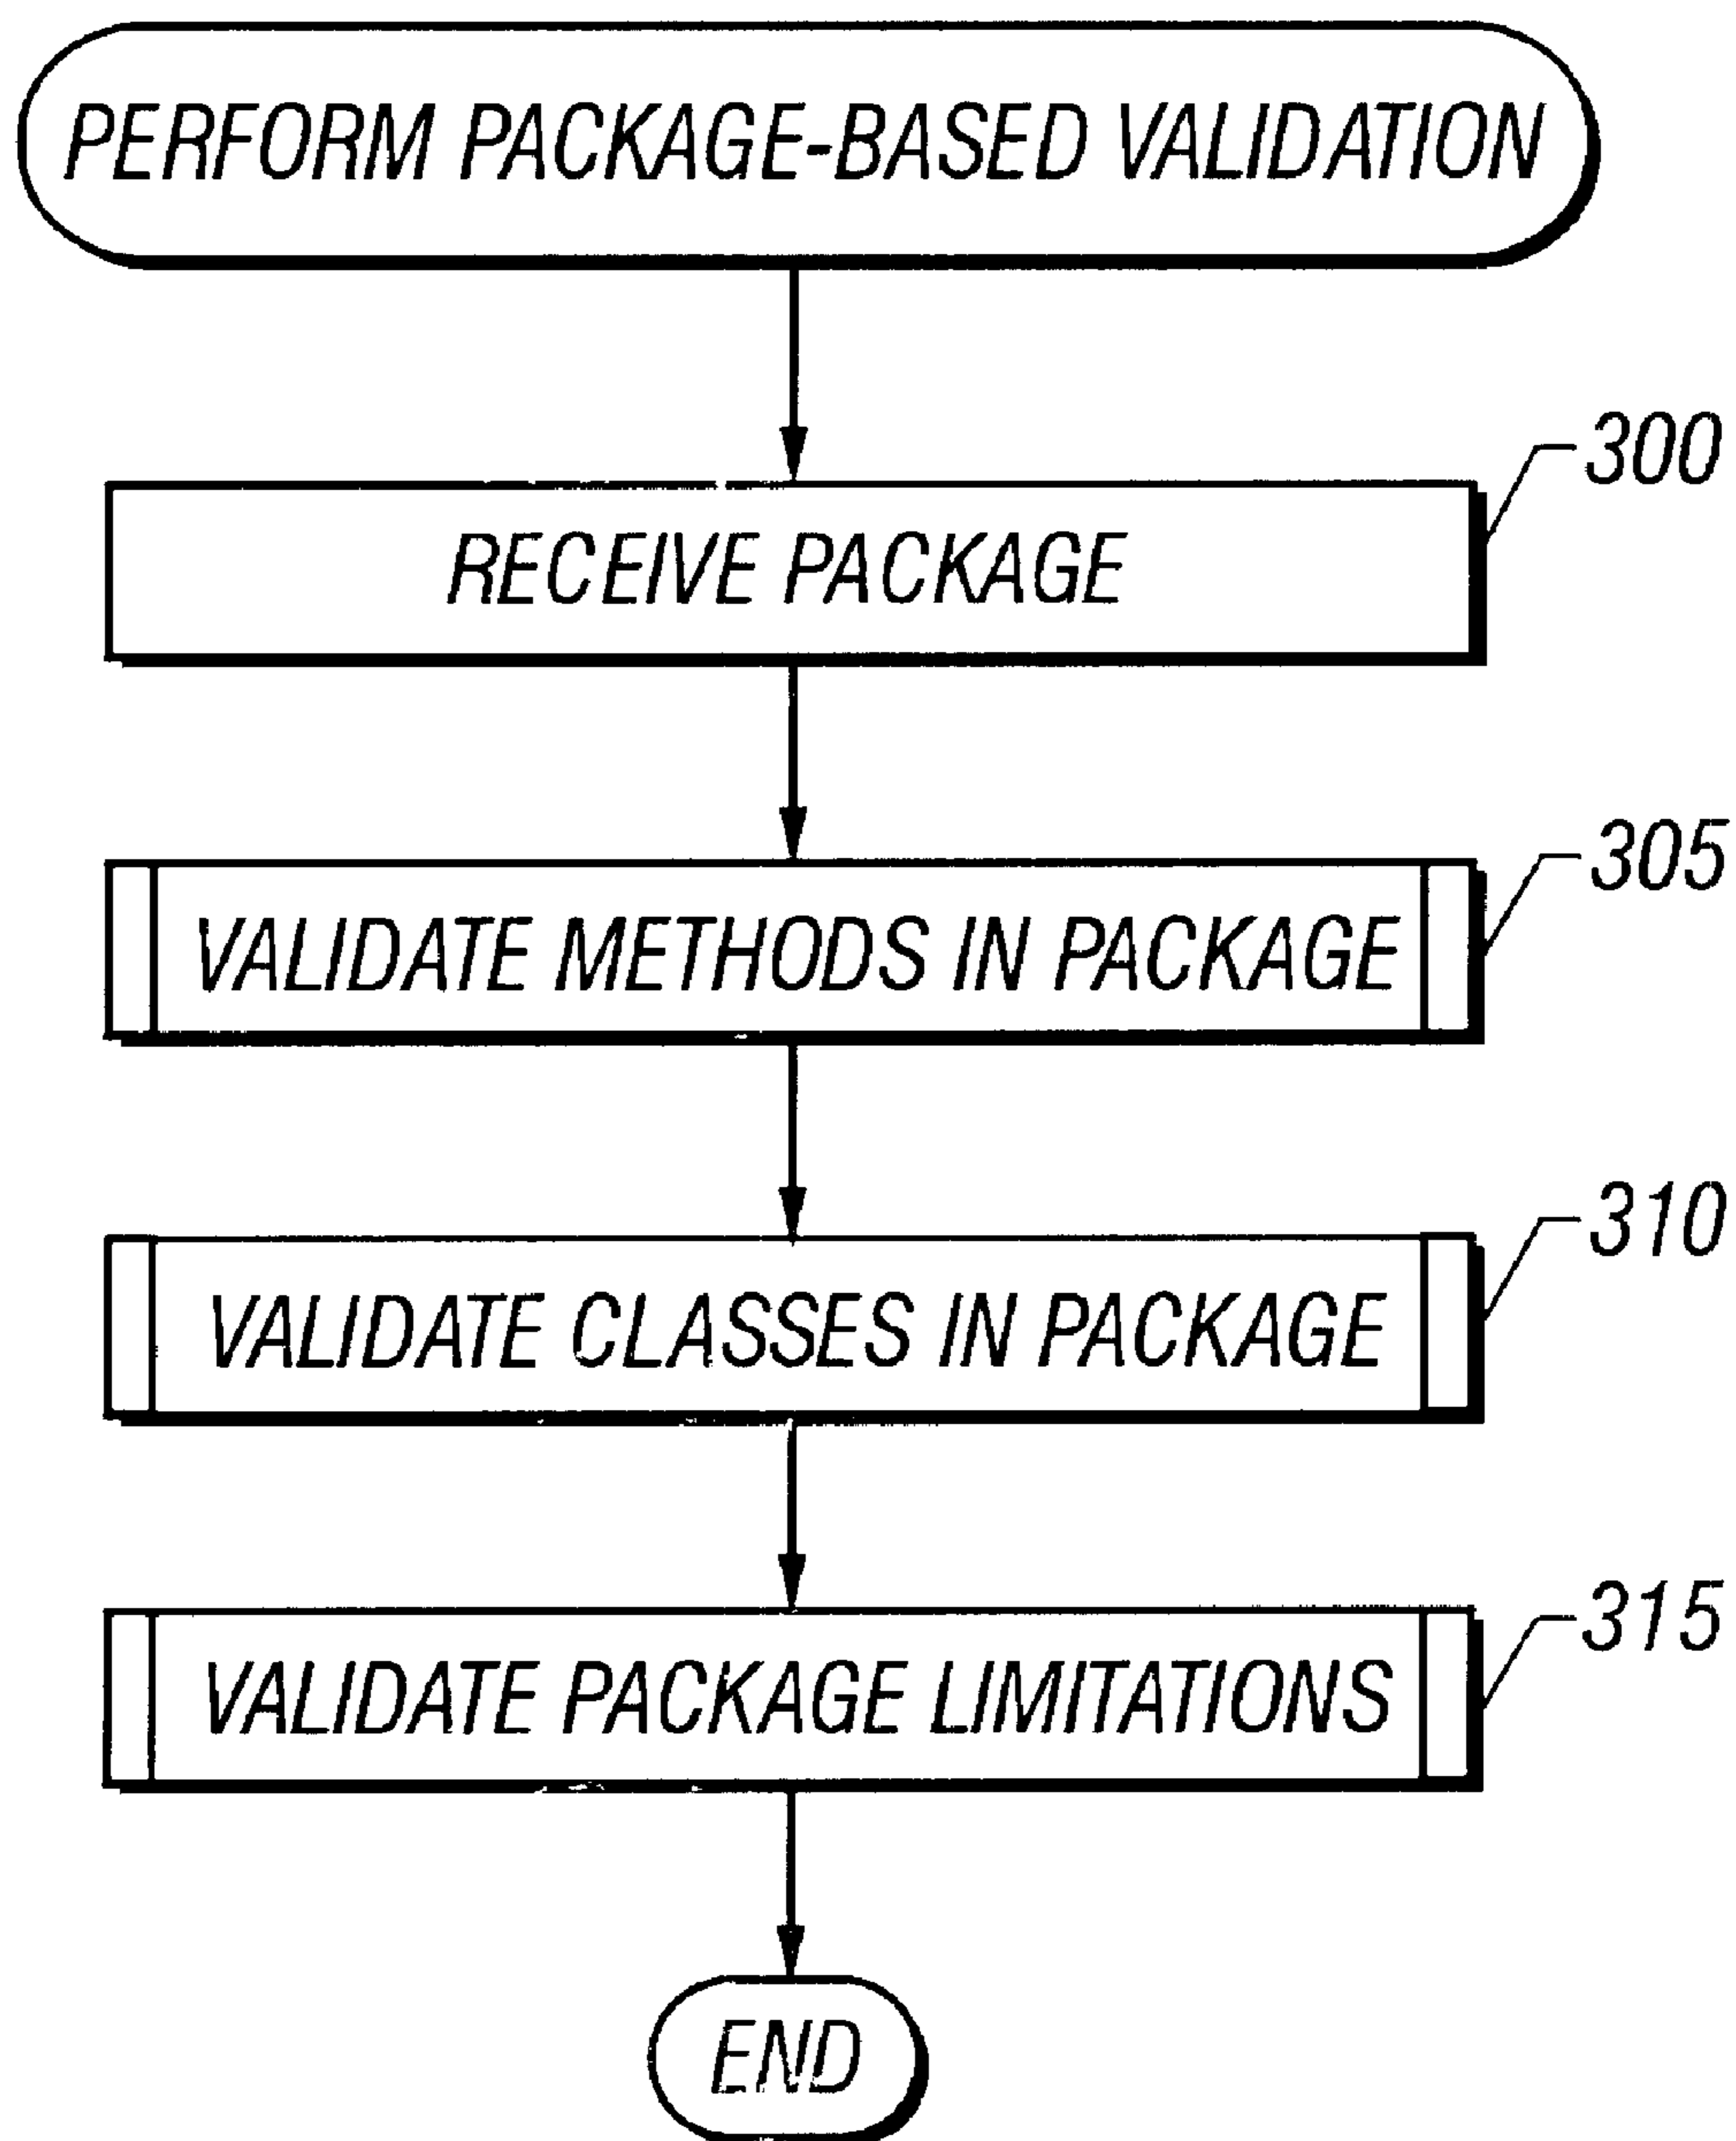 PERFORM PACKAGE-BASED VALIDATION
300
RECEIVE PACKAGE
305
VALIDATE METHODS IN PACKAGE
310
VALIDATE CLASSES IN PACKAGE
315
VALIDATE PACKAGE LIMITATIONS
END